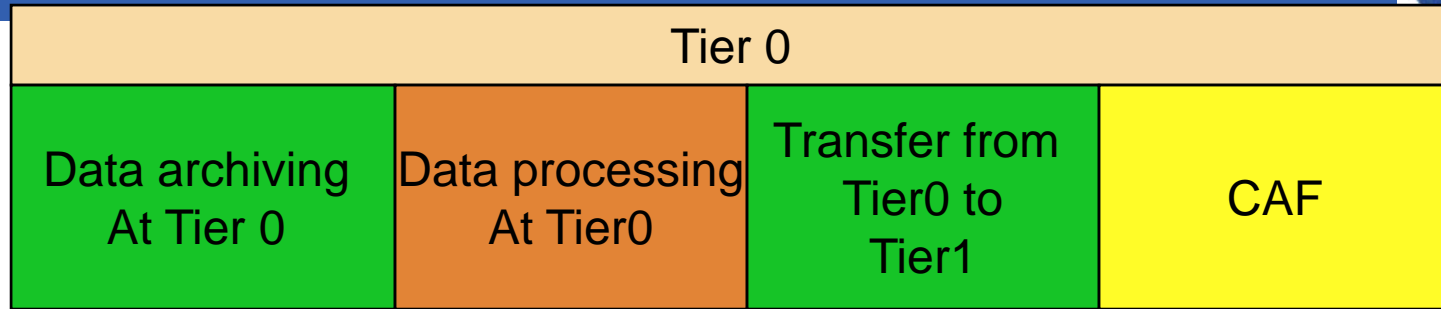 Tier 0
Data archiving
At Tier 0
Data processing
At Tier0
Transfer from
Tier0 to
Tier1
CAF